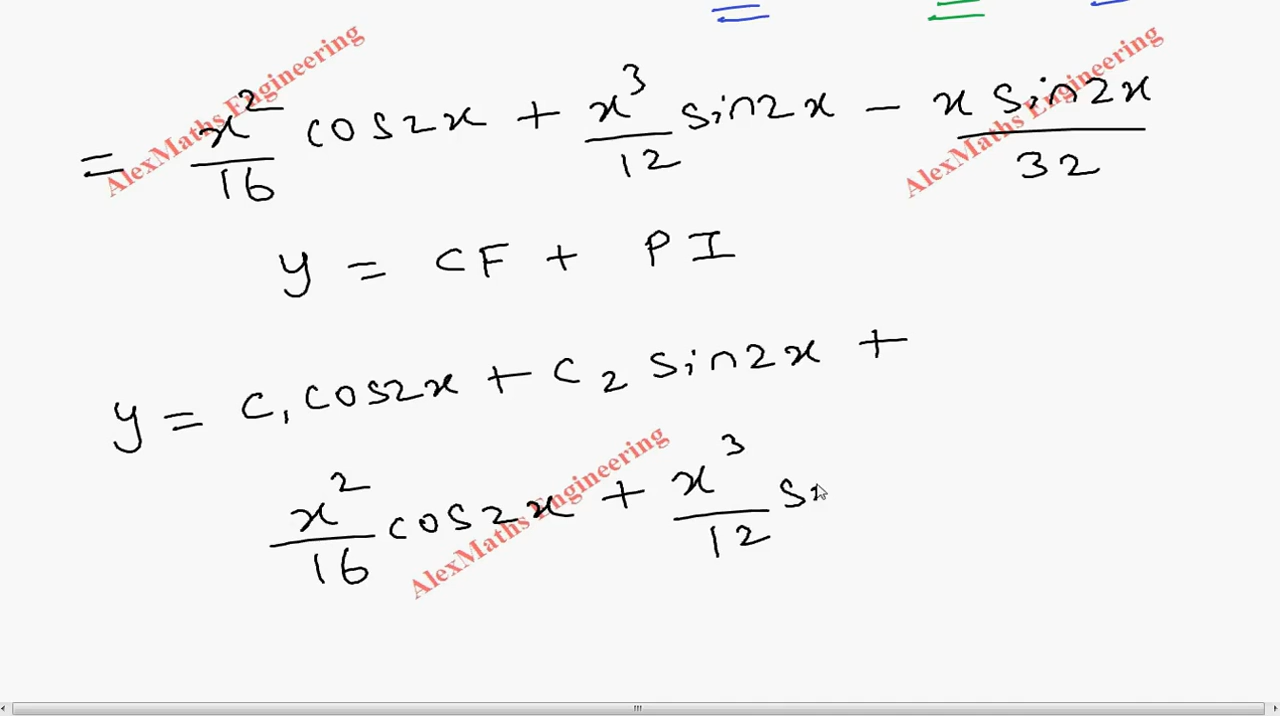 = x²/16 cos2x + x³/12 sin2x − x sin2x/32
y = CF + PI
y = C₁cos2x + C₂ sin2x +
x²/16 cos2x + x³/12 s
AlexMaths Engineering
AlexMaths Engineering
AlexMaths Engineering